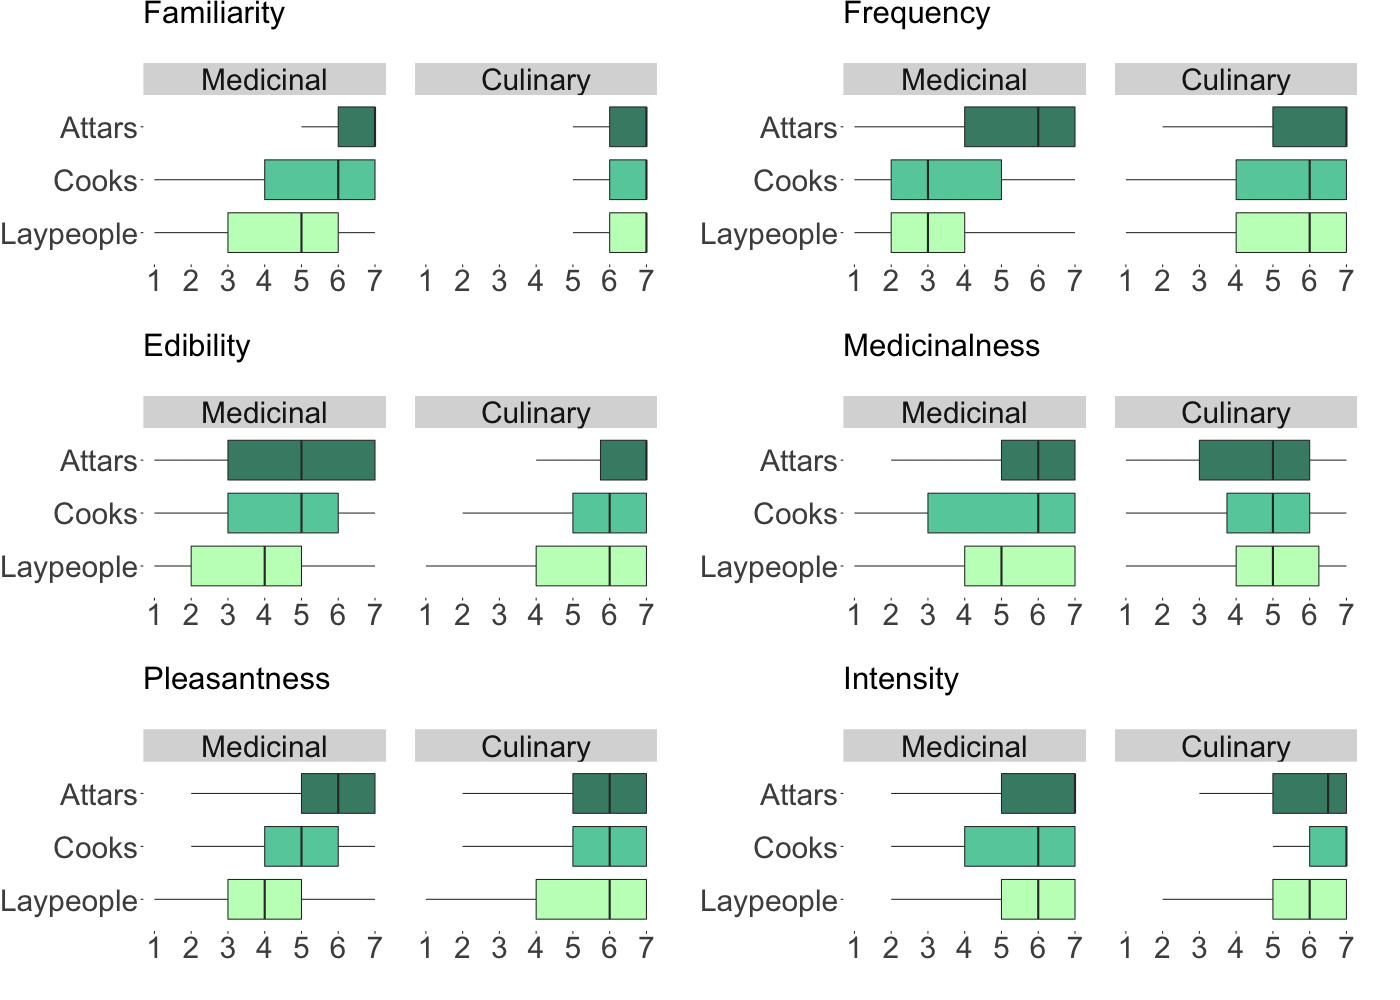 Familiarity Frequency
Medicinal Culinary Medicinal Culinary
Attars Attars
Cooks Cooks
Laypeople Laypeople
1 2 3 4 5 6 7 1 2 3 4 5 6 7 1 2 3 4 5 6 7 1 2 3 4 5 6 7
Edibility Medicinalness
Medicinal Culinary Medicinal Culinary
Attars Attars
Cooks Cooks
Laypeople Laypeople
1 2 3 4 5 6 7 1 2 3 4 5 6 7 1 2 3 4 5 6 7 1 2 3 4 5 6 7
Pleasantness Intensity
Medicinal Culinary Medicinal Culinary
Attars Attars
Cooks Cooks
Laypeople Laypeople
1 2 3 4 5 6 7 1 2 3 4 5 6 7 1 2 3 4 5 6 7 1 2 3 4 5 6 7